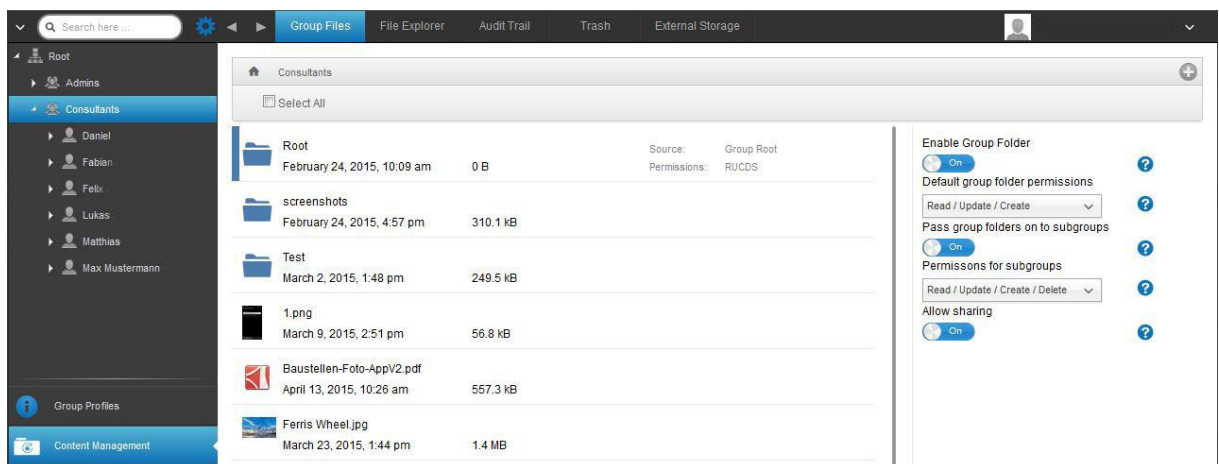 Search here ...
Group Files
File Explorer
Audit Trail
Trash
External Storage
Root
Admins
Consultants
Daniel
Fabian
Felix
Lukas
Matthias
Max Mustermann
Group Profiles
Content Management
Consultants
Select All
Root
February 24, 2015, 10:09 am 0 B
Source: Group Root
Permissions: RUCDS
screenshots
February 24, 2015, 4:57 pm 310.1 kB
Test
March 2, 2015, 1:48 pm 249.5 kB
1.png
March 9, 2015, 2:51 pm 56.8 kB
Baustellen-Foto-AppV2.pdf
April 13, 2015, 10:26 am 557.3 kB
Ferris Wheel.jpg
March 23, 2015, 1:44 pm 1.4 MB
Enable Group Folder
On
Default group folder permissions
Read / Update / Create
Pass group folders on to subgroups
On
Permissons for subgroups
Read / Update / Create / Delete
Allow sharing
On